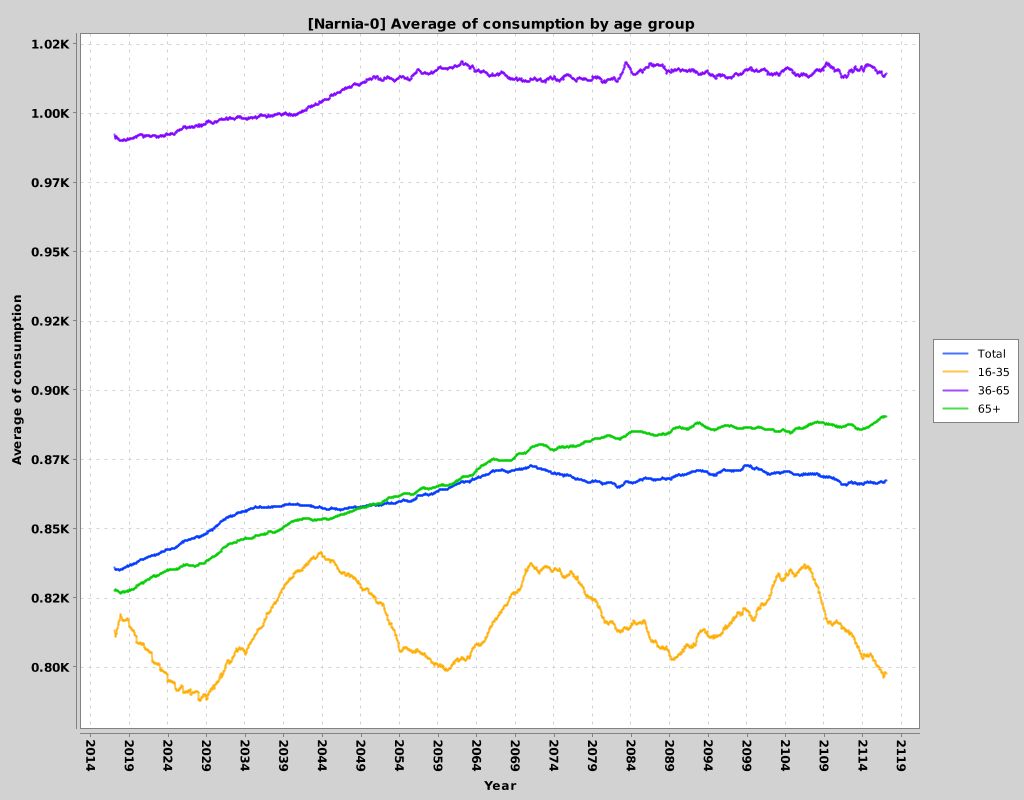 [Narnia-0] Average of consumption by age group
1.02K
1.00K
0.97K
0.95K
0.92K
0.90K
0.87K
0.85K
0.82K
0.80K
Average of consumption
2014
2019
2024
2029
2034
2039
2044
2049
2054
2059
2064
2069
2074
2079
2084
2089
2094
2099
2104
2109
2114
2119
Year
Total
16-35
36-65
65+